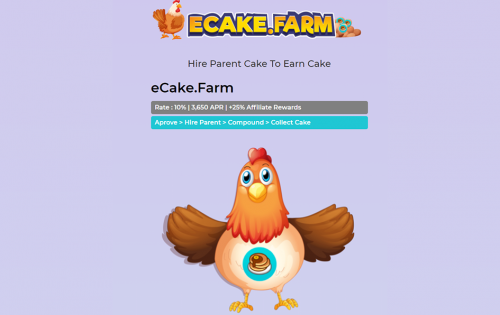 ECAKE.FARM
Hire Parent Cake To Earn Cake
eCake.Farm
Rate : 10% | 3,650 APR | +25% Affiliate Rewards
Aprove > Hire Parent > Compound > Collect Cake